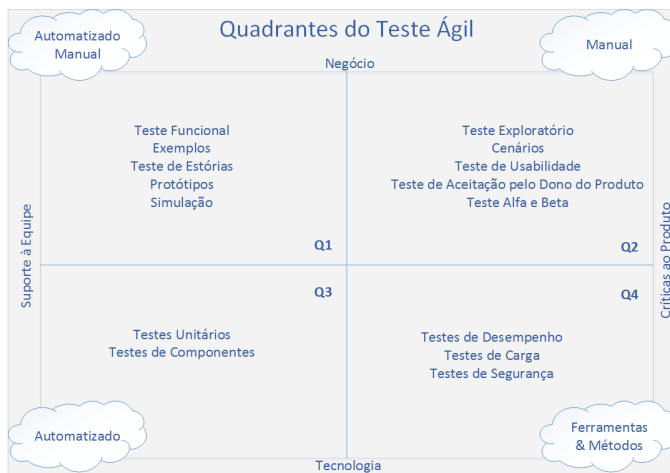 Quadrantes do Teste Ágil
Automatizado
Manual
Manual
Negócio
Teste Funcional
Exemplos
Teste de Estórias
Protótipos
Simulação
Q1
Teste Exploratório
Cenários
Teste de Usabilidade
Teste de Aceitação pelo Dono do Produto
Teste Alfa e Beta
Q2
Suporte à Equipe
Críticas ao Produto
Q3
Testes Unitários
Testes de Componentes
Q4
Testes de Desempenho
Testes de Carga
Testes de Segurança
Automatizado
Ferramentas
& Métodos
Tecnologia